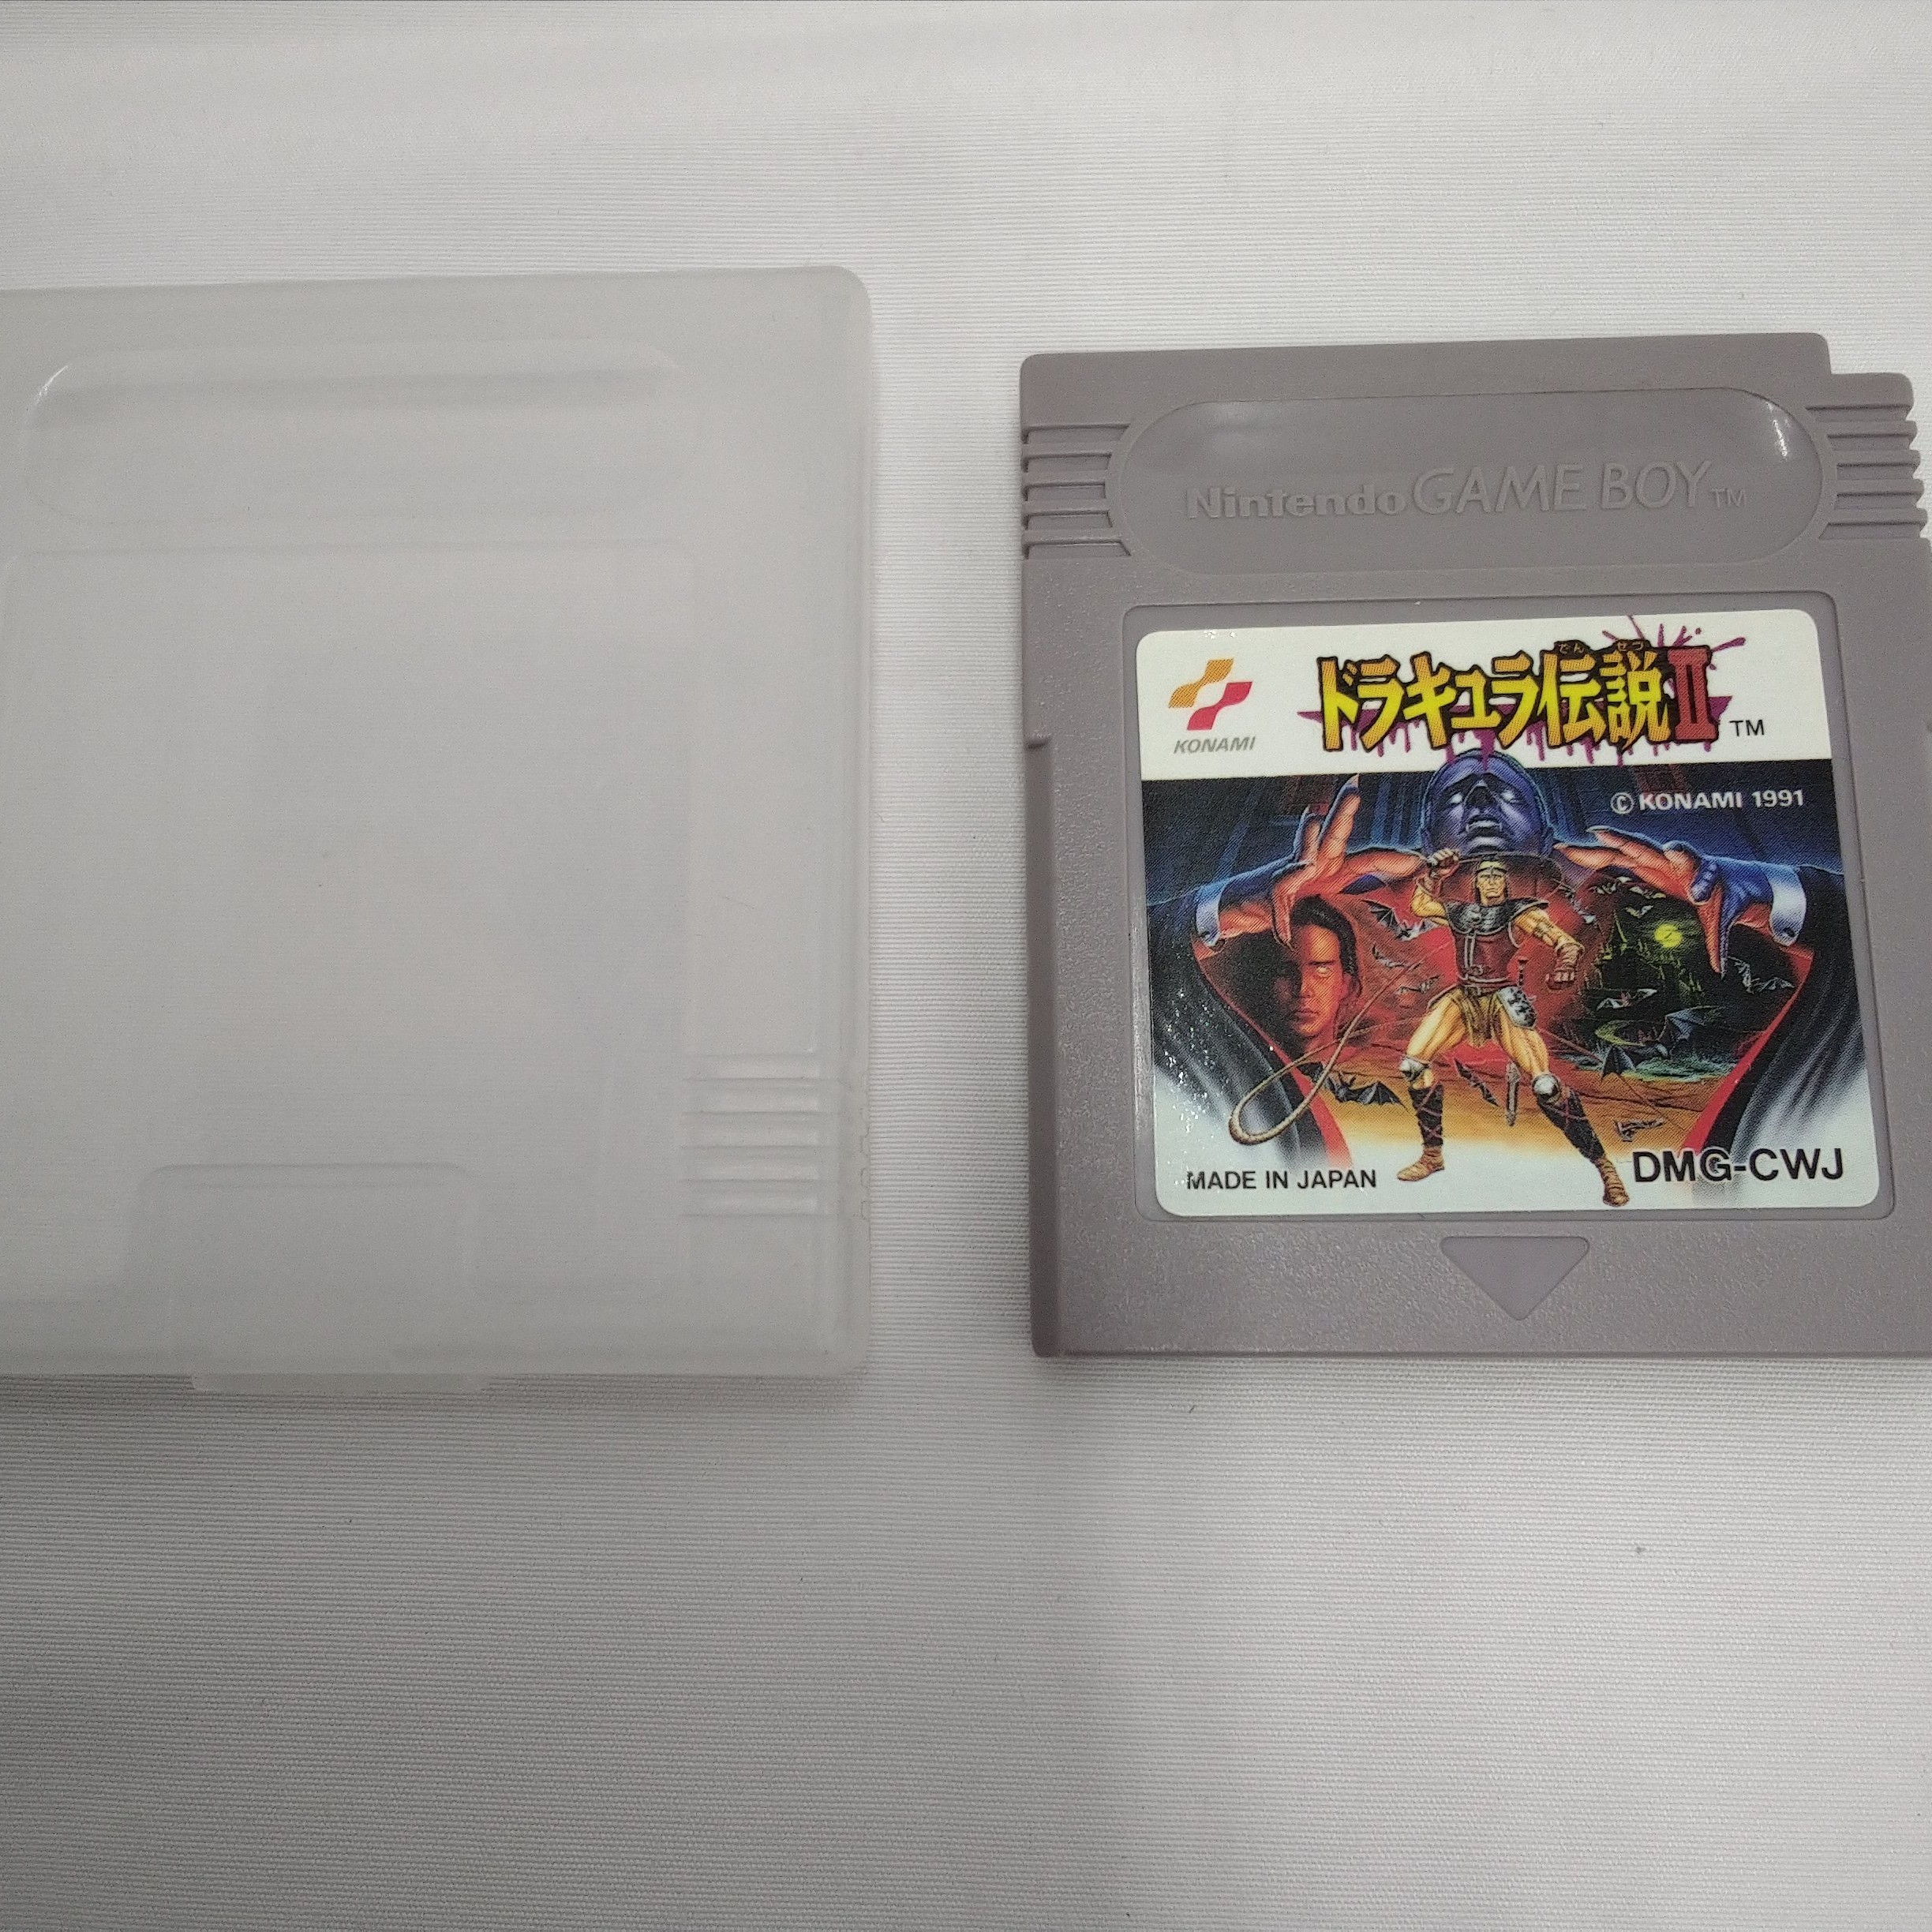 Nintendo GAME BOY TM
でん せつ
ドラキュラ伝説II TM
KONAMI
© KONAMI 1991
MADE IN JAPAN
DMG-CWJ